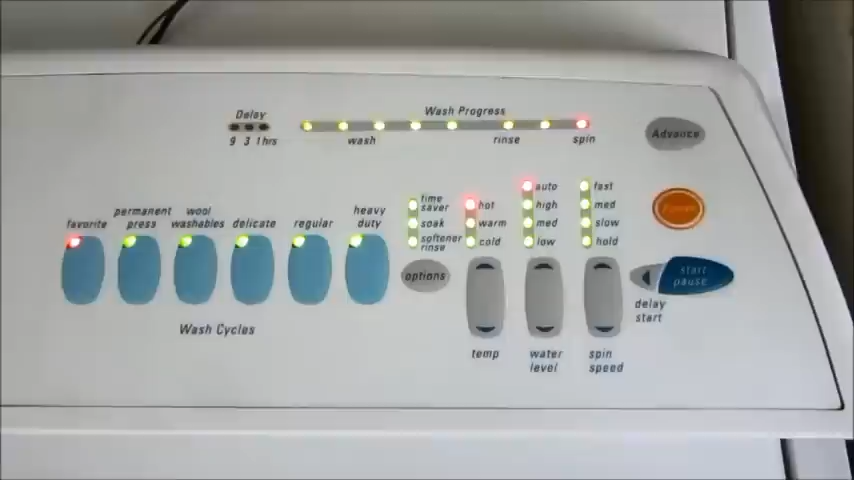 Delay
9 3 1hrs
Wash Progress
wash
rinse
spin
Advance
favorite
permanent
press
wool
washables
delicate
regular
heavy
duty
Wash Cycles
time
saver
soak
softener
rinse
options
hot
warm
cold
temp
auto
high
med
low
water
level
fast
med
slow
hold
spin
speed
start
pause
delay
start